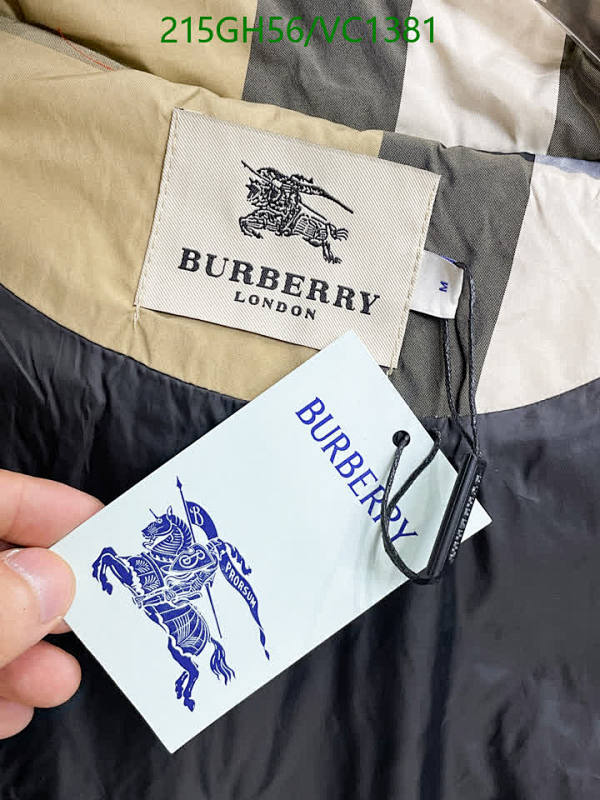 215GH56/VC1381
BURBERRY
LONDON
M
BURBERRY
B
PRORSUM